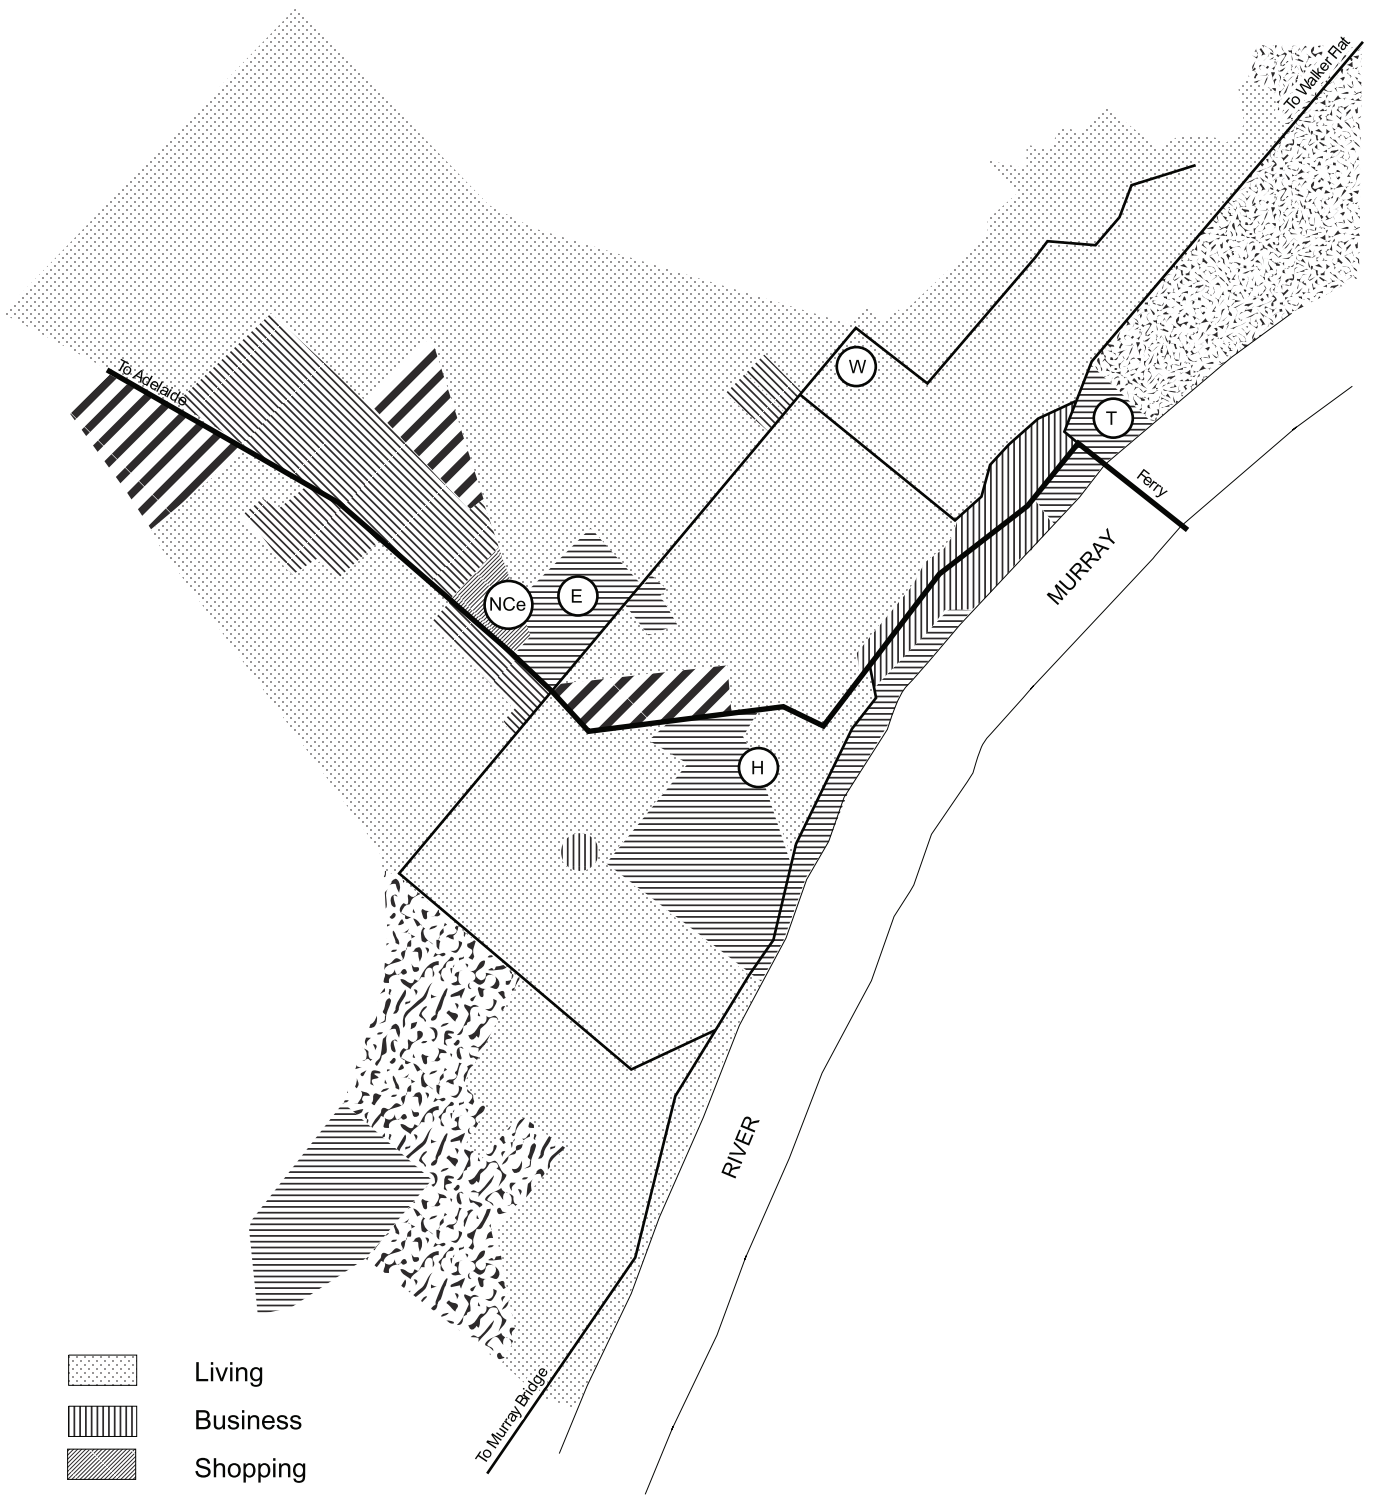 To Walker Flat
To Adelaide
W
T
Ferry
NCe
E
MURRAY
H
RIVER
To Murray Bridge
Living
Business
Shopping